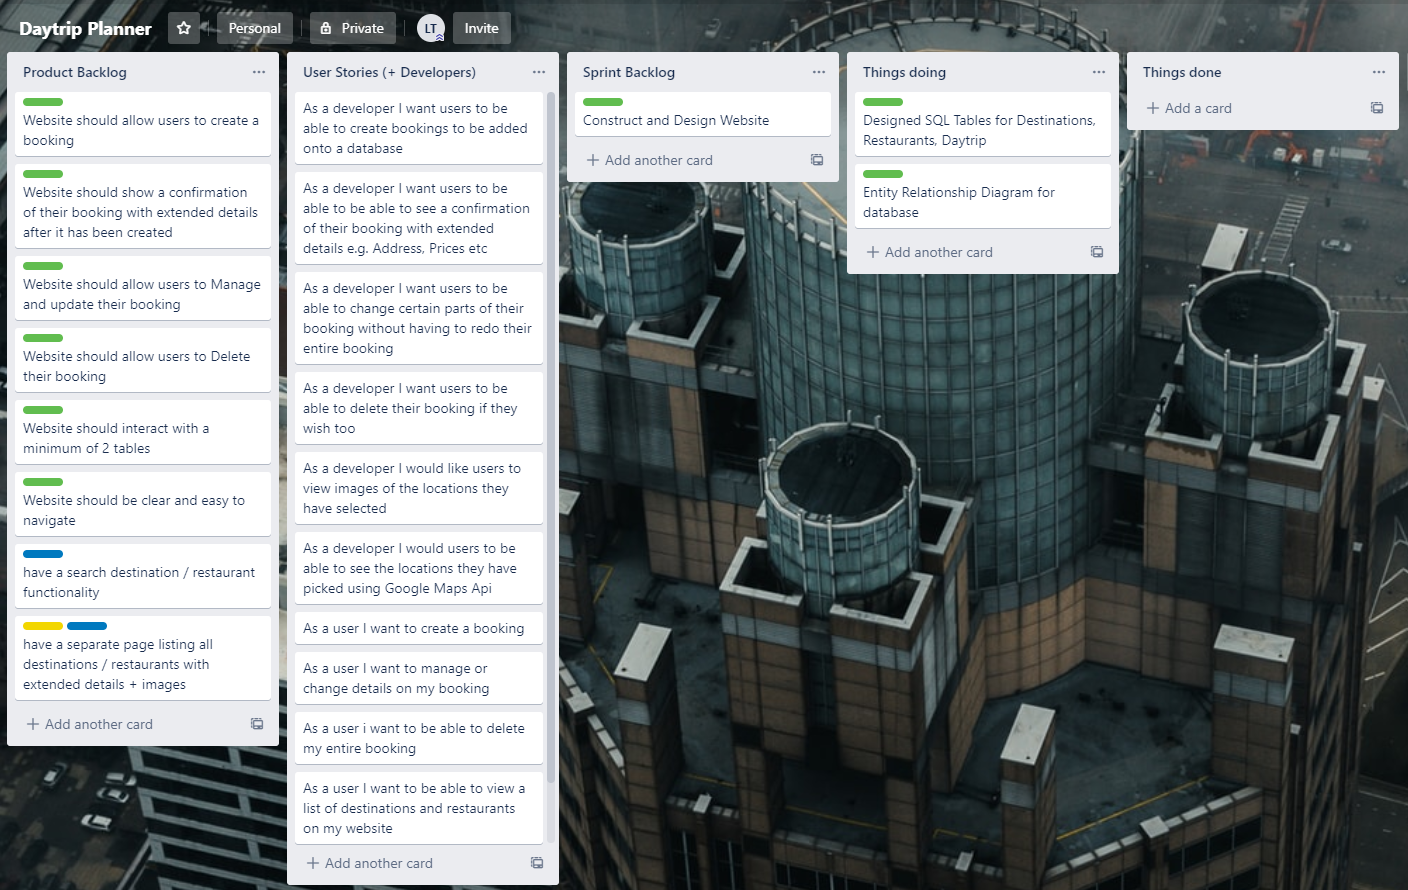 Daytrip Planner
Personal
Private
LT
Invite
Product Backlog
Website should allow users to create a
booking
Website should show a confirmation
of their booking with extended details
after it has been created
Website should allow users to Manage
and update their booking
Website should allow users to Delete
their booking
Website should interact with a
minimum of 2 tables
Website should be clear and easy to
navigate
have a search destination / restaurant
functionality
have a separate page listing all
destinations / restaurants with
extended details + images
+ Add another card
User Stories (+ Developers)
As a developer I want users to be
able to create bookings to be added
onto a database
As a developer I want users to be
able to be able to see a confirmation
of their booking with extended
details e.g. Address, Prices etc
As a developer I want users to be
able to change certain parts of their
booking without having to redo their
entire booking
As a developer I want users to be
able to delete their booking if they
wish too
As a developer I would like users to
view images of the locations they
have selected
As a developer I would users to be
able to see the locations they have
picked using Google Maps Api
As a user I want to create a booking
As a user I want to manage or
change details on my booking
As a user i want to be able to delete
my entire booking
As a user I want to be able to view a
list of destinations and restaurants
on my website
+ Add another card
Sprint Backlog
Construct and Design Website
+ Add another card
Things doing
Designed SQL Tables for Destinations,
Restaurants, Daytrip
Entity Relationship Diagram for
database
+ Add another card
Things done
+ Add a card